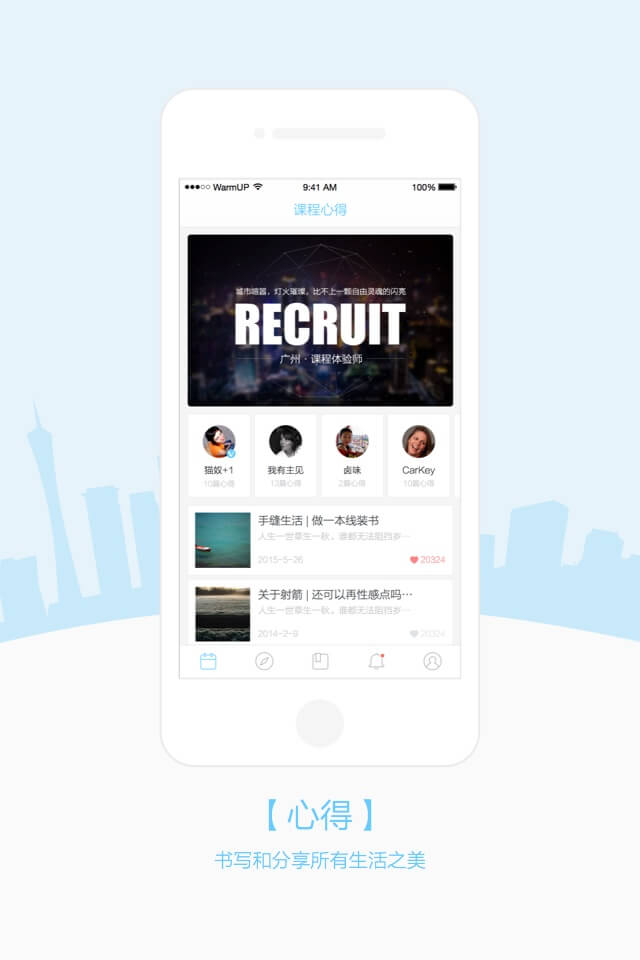 WarmUP 9:41 AM 100%
课程心得
城市喧嚣，灯火璀璨，比不上一颗自由灵魂的闪亮
RECRUIT
广州 · 课程体验师
猫奴+1 我有主见 卤味 CarKey
10篇心得 13篇心得 2篇心得 10篇心得
手缝生活 | 做一本线装书
人生一世草生一秋，谁都无法阻挡岁…
2015-5-26 20324
关于射箭 | 还可以再性感点吗…
人生一世草生一秋，谁都无法阻挡岁…
2014-2-9 20324
【 心得 】
书写和分享所有生活之美